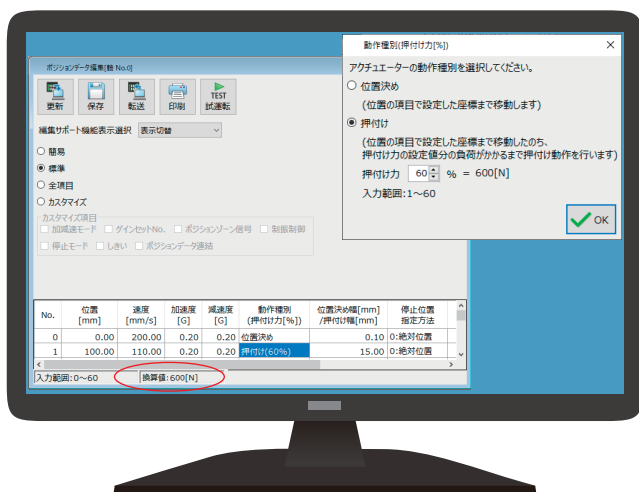 ポジションデータ編集[軸 No.0]
更新 保存 転送 印刷 TEST 試運転
編集サポート機能表示選択 表示切替
簡易
標準
全項目
カスタマイズ
カスタマイズ項目
加減速モード ゲインセットNo. ポジションゾーン信号 制振制御
停止モード しきい ポジションデータ連結
No. 位置 [mm] 速度 [mm/s] 加速度 [G] 減速度 [G] 動作種別 (押付け力[%]) 位置決め幅[mm] /押付け幅[mm] 停止位置 指定方法
0 0.00 200.00 0.20 0.20 位置決め 0.10 0:絶対位置
1 100.00 110.00 0.20 0.20 押付け(60%) 15.00 0:絶対位置
入力範囲:0~60 換算値:600[N]
動作種別(押付け力[%])
アクチュエーターの動作種別を選択してください。
位置決め
(位置の項目で設定した座標まで移動します)
押付け
(位置の項目で設定した座標まで移動したのち、
押付け力の設定値分の負荷がかかるまで押付け動作を行います)
押付け力 60 % = 600[N]
入力範囲:1~60
OK